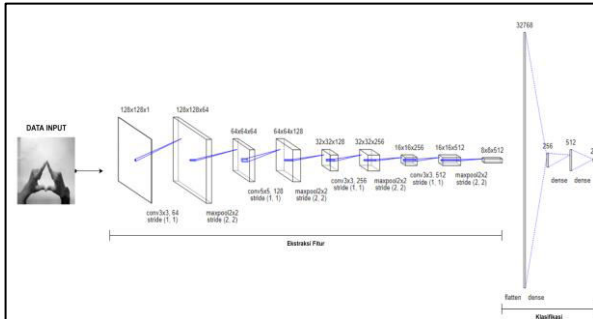 32768
128x128x1
128x128x64
64x64x64
64x64x128
32x32x128
32x32x256
16x16x256
16x16x512
8x8x512
256
512
DATA INPUT
conv3x3, 64
stride (1, 1)
maxpool2x2
stride (2, 2)
conv5x5, 128
stride (1, 1)
maxpool2x2
stride (2, 2)
conv3x3, 256
stride (1, 1)
maxpool2x2
stride (2, 2)
conv3x3, 512
stride (1, 1)
maxpool2x2
stride (2, 2)
dense
dense
Ekstraksi Fitur
flatten
dense
Klasifikasi